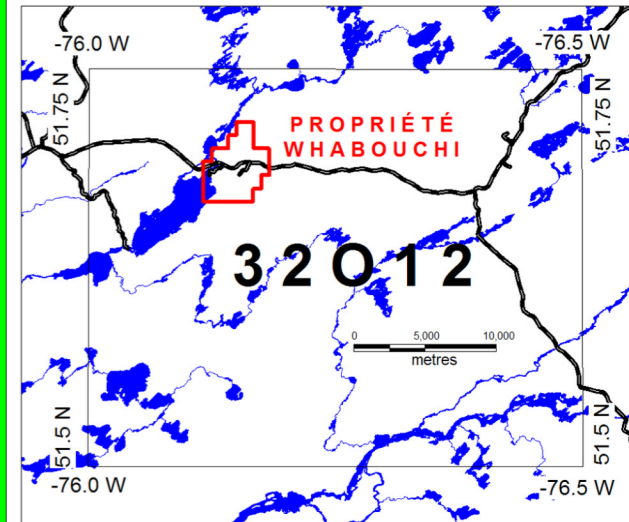 -76.0 W
-76.5 W
51.75 N
51.75 N
PROPRIÉTÉ
WHABOUCHI
32O12
0 5,000 10,000
metres
51.5 N
51.5 N
-76.0 W
-76.5 W